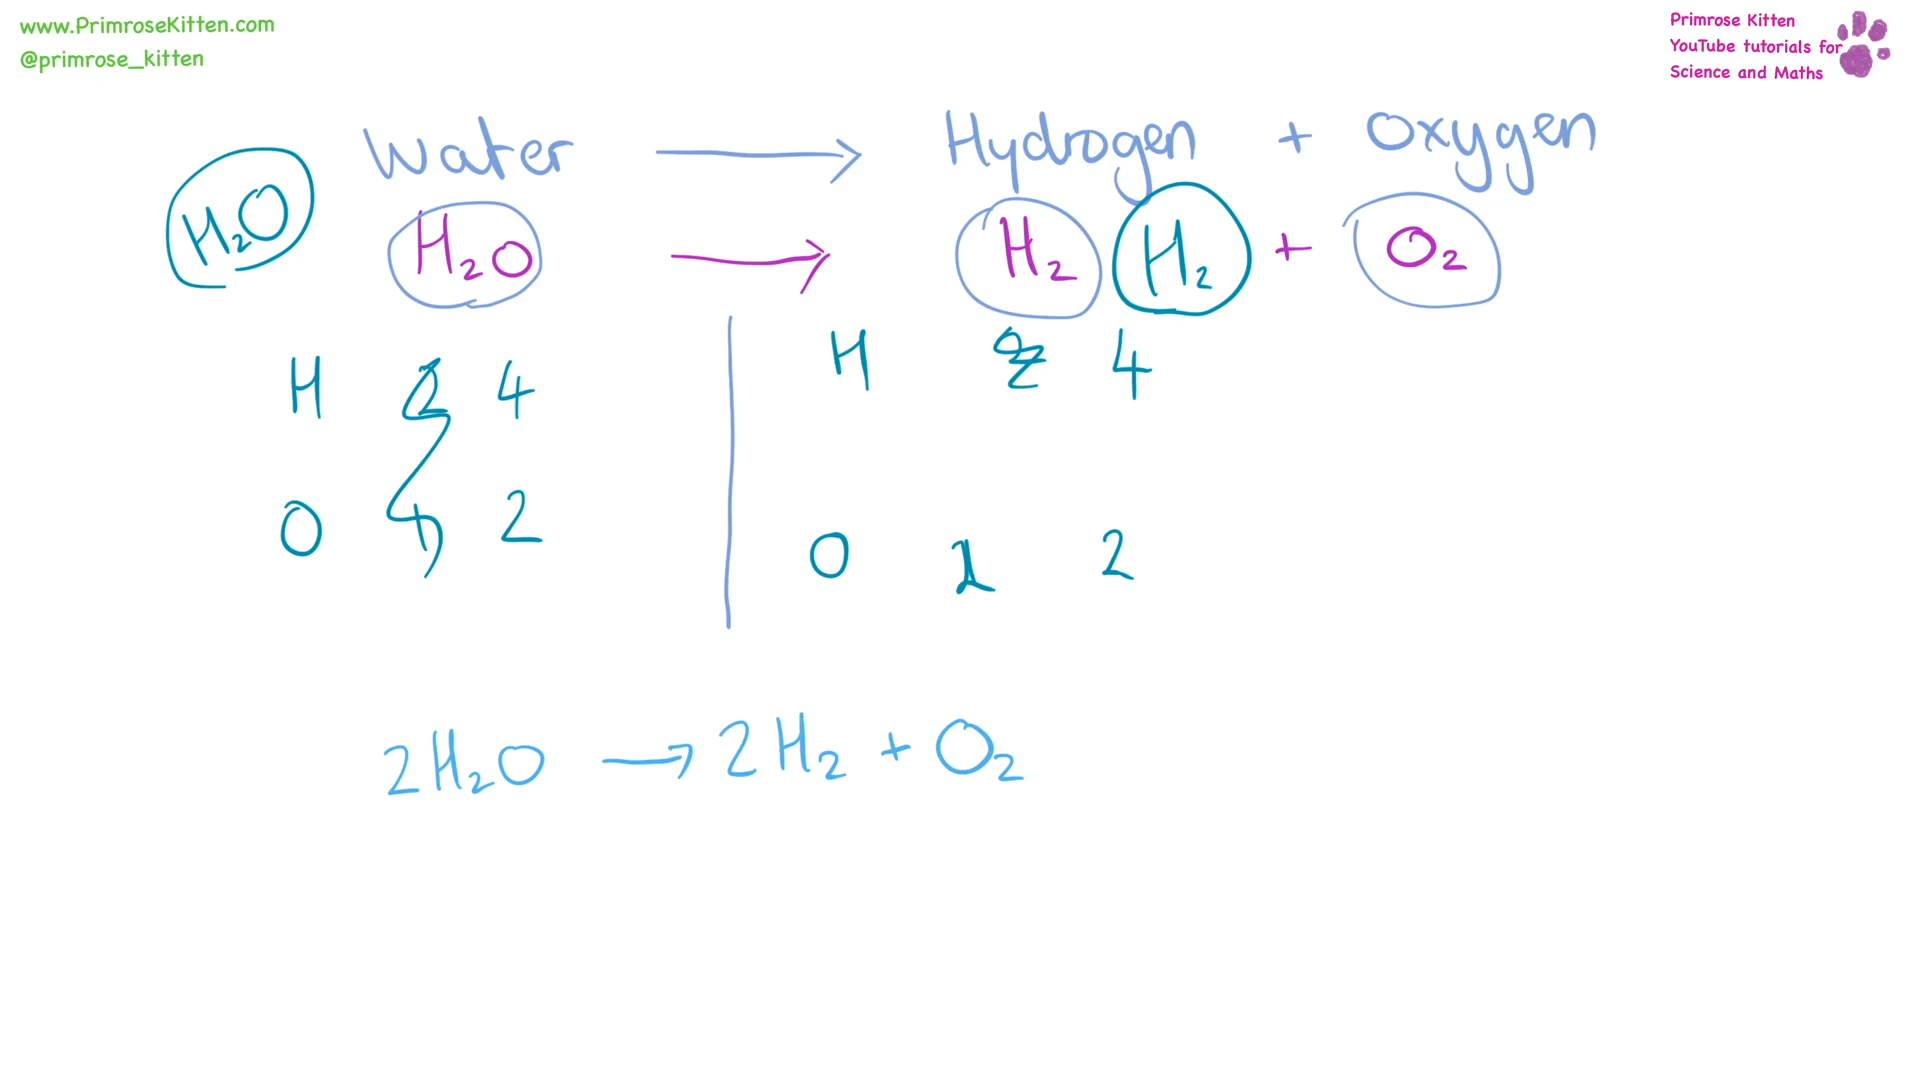 www.PrimroseKitten.com
@primrose_kitten
Primrose Kitten
YouTube tutorials for
Science and Maths
Water → Hydrogen + Oxygen
H₂O H₂O → H₂ H₂ + O₂
H 2 4 H 2 4
O 1 2 O 2 2
2H₂O → 2H₂ + O₂